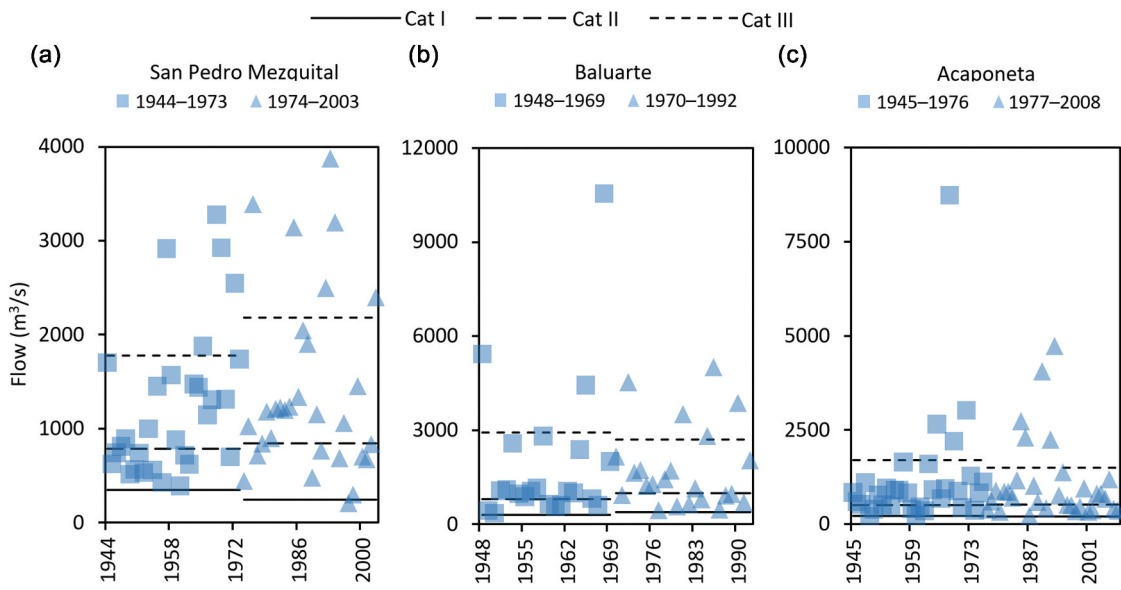 Cat I Cat II Cat III
(a) (b) (c)
San Pedro Mezquital Baluarte Acaponeta
1944–1973 1974–2003 1948–1969 1970–1992 1945–1976 1977–2008
Flow (m³/s)
4000
3000
2000
1000
0
1944 1958 1972 1986 2000
12000
9000
6000
3000
0
1948 1955 1962 1969 1976 1983 1990
10000
7500
5000
2500
0
1945 1959 1973 1987 2001